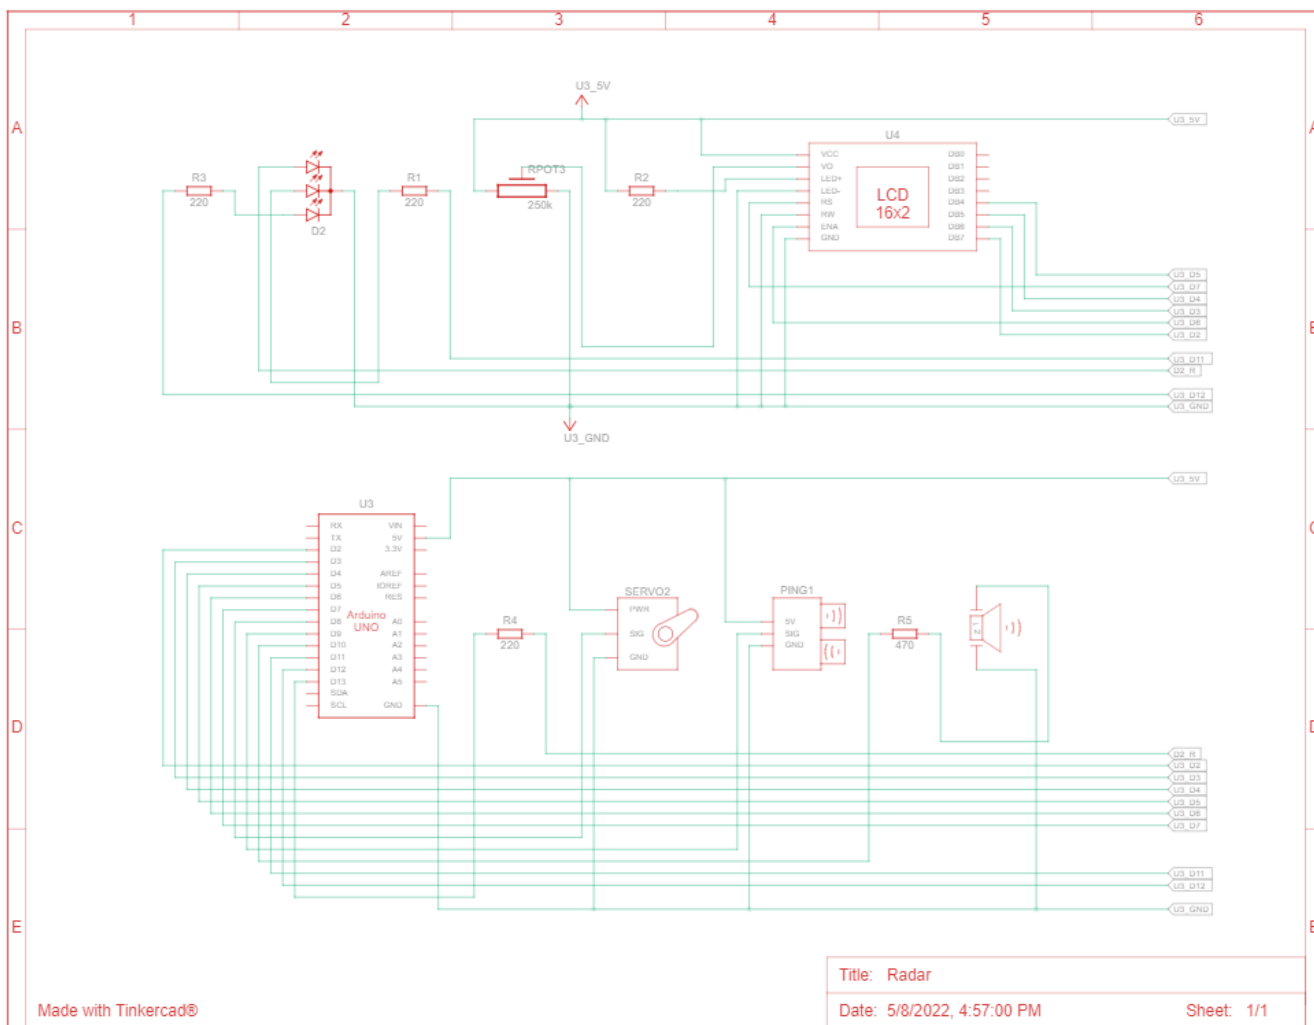 1 2 3 4 5 6
A
B
C
D
E
U3_5V
U3_5V
R3
220
D2
R1
220
RPOT3
250k
R2
220
U4
VCC
VO
LED+
LED-
RS
RW
ENA
GND
LCD
16x2
DB0
DB1
DB2
DB3
DB4
DB5
DB6
DB7
U3_D5
U3_D7
U3_D4
U3_D3
U3_D6
U3_D2
U3_D11
D2_R
U3_D12
U3_GND
U3_GND
U3_5V
U3
RX
TX
D2
D3
D4
D5
D6
D7
D8
D9
D10
D11
D12
D13
SDA
SCL
Arduino
UNO
VIN
5V
3.3V
AREF
IOREF
RES
A0
A1
A2
A3
A4
A5
GND
R4
220
SERVO2
PWR
SIG
GND
PING1
5V
SIG
GND
R5
470
D2_R
U3_D2
U3_D3
U3_D4
U3_D5
U3_D6
U3_D7
U3_D11
U3_D12
U3_GND
Title: Radar
Made with Tinkercad®
Date: 5/8/2022, 4:57:00 PM Sheet: 1/1